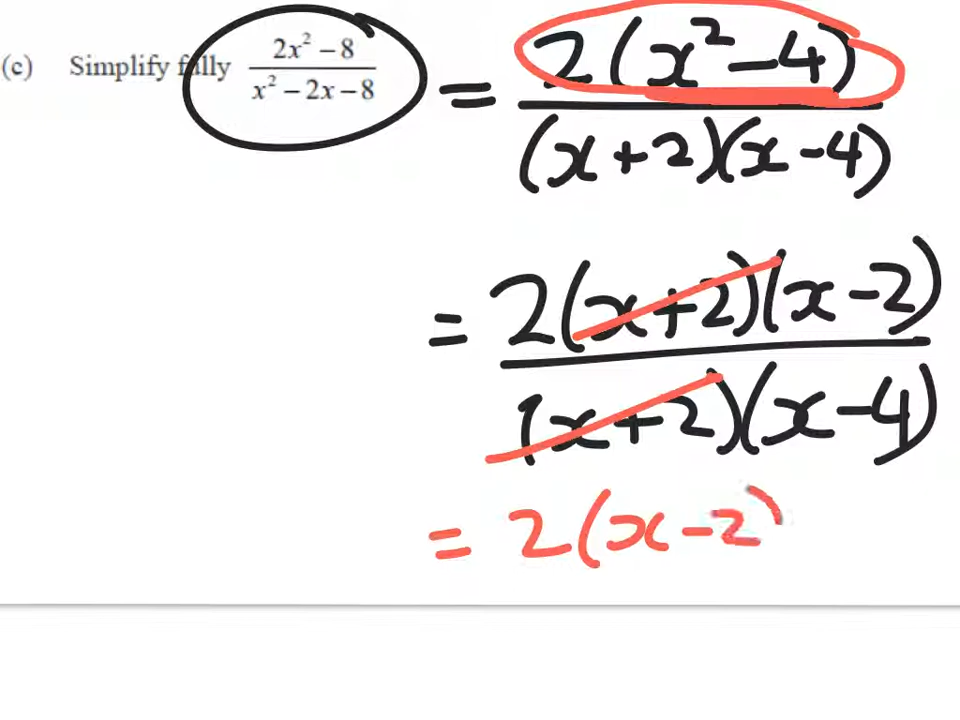 (c) Simplify fully (2x² – 8)/(x² – 2x – 8) = 2(x² – 4)/(x+2)(x–4)
= 2(x+2)(x–2)/(x+2)(x–4)
= 2(x–2)